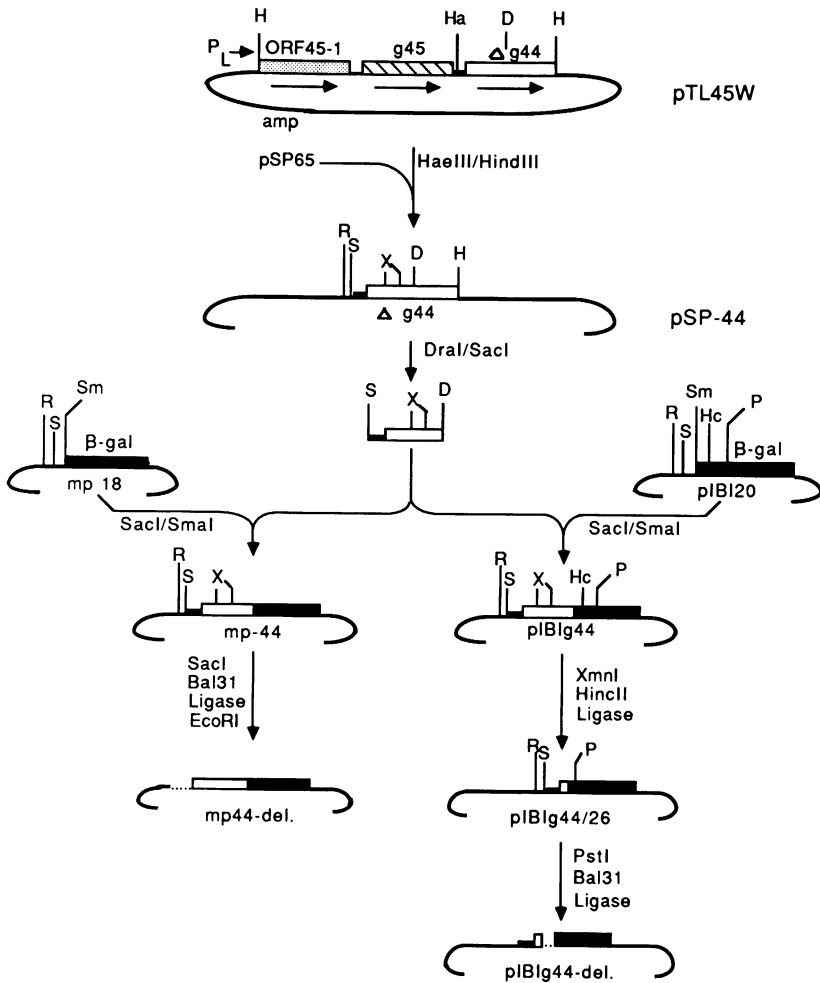 H Ha D H
P L ORF45-1 g45 Δ g44
amp
pTL45W
pSP65 HaeIII/HindIII
R S X D H
Δ g44
pSP-44
DraI/SacI
S X D
R S Sm β-gal
mp 18
R S Sm Hc P β-gal
pIBI20
SacI/SmaI
SacI/SmaI
R S X
mp-44
R S X Hc P
pIBIg44
SacI
Bal31
Ligase
EcoRI
XmnI
HincII
Ligase
mp44-del.
R S P
pIBIg44/26
PstI
Bal31
Ligase
pIBIg44-del.